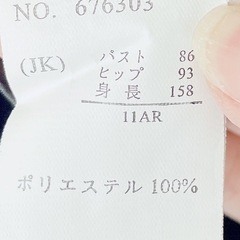 NO. 676303
(JK) バスト 86
ヒップ 93
身長 158
11AR
ポリエステル 100%